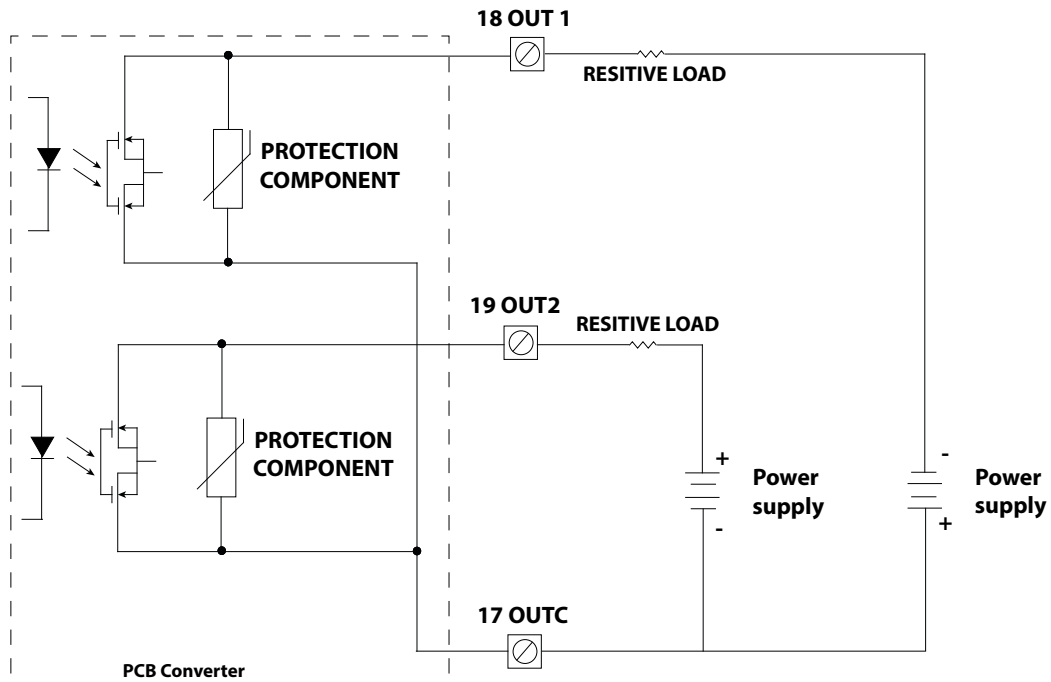 18 OUT 1
RESITIVE LOAD
PROTECTION
COMPONENT
19 OUT2
RESITIVE LOAD
PROTECTION
COMPONENT
+
-
Power
supply
-
+
Power
supply
17 OUTC
PCB Converter